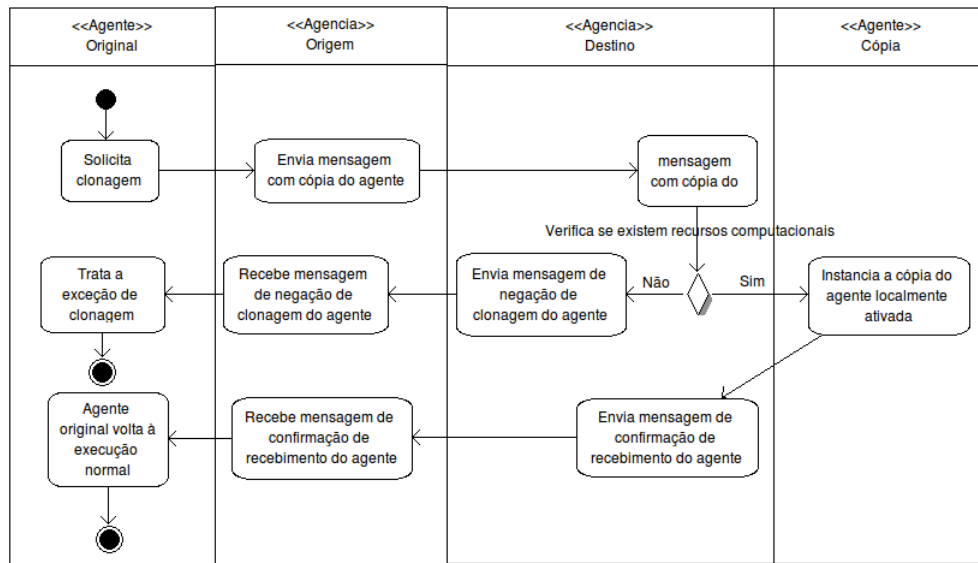 <<Agente>>
Original
<<Agencia>>
Origem
<<Agencia>>
Destino
<<Agente>>
Cópia
Solicita
clonagem
Envia mensagem
com cópia do agente
mensagem
com cópia do
Verifica se existem recursos computacionais
Trata a
exceção de
clonagem
Recebe mensagem
de negação de
clonagem do agente
Envia mensagem de
negação de
clonagem do agente
Não
Sim
Instancia a cópia do
agente localmente
ativada
Agente
original volta à
execução
normal
Recebe mensagem de
confirmação de
recebimento do agente
Envia mensagem de
confirmação de
recebimento do agente